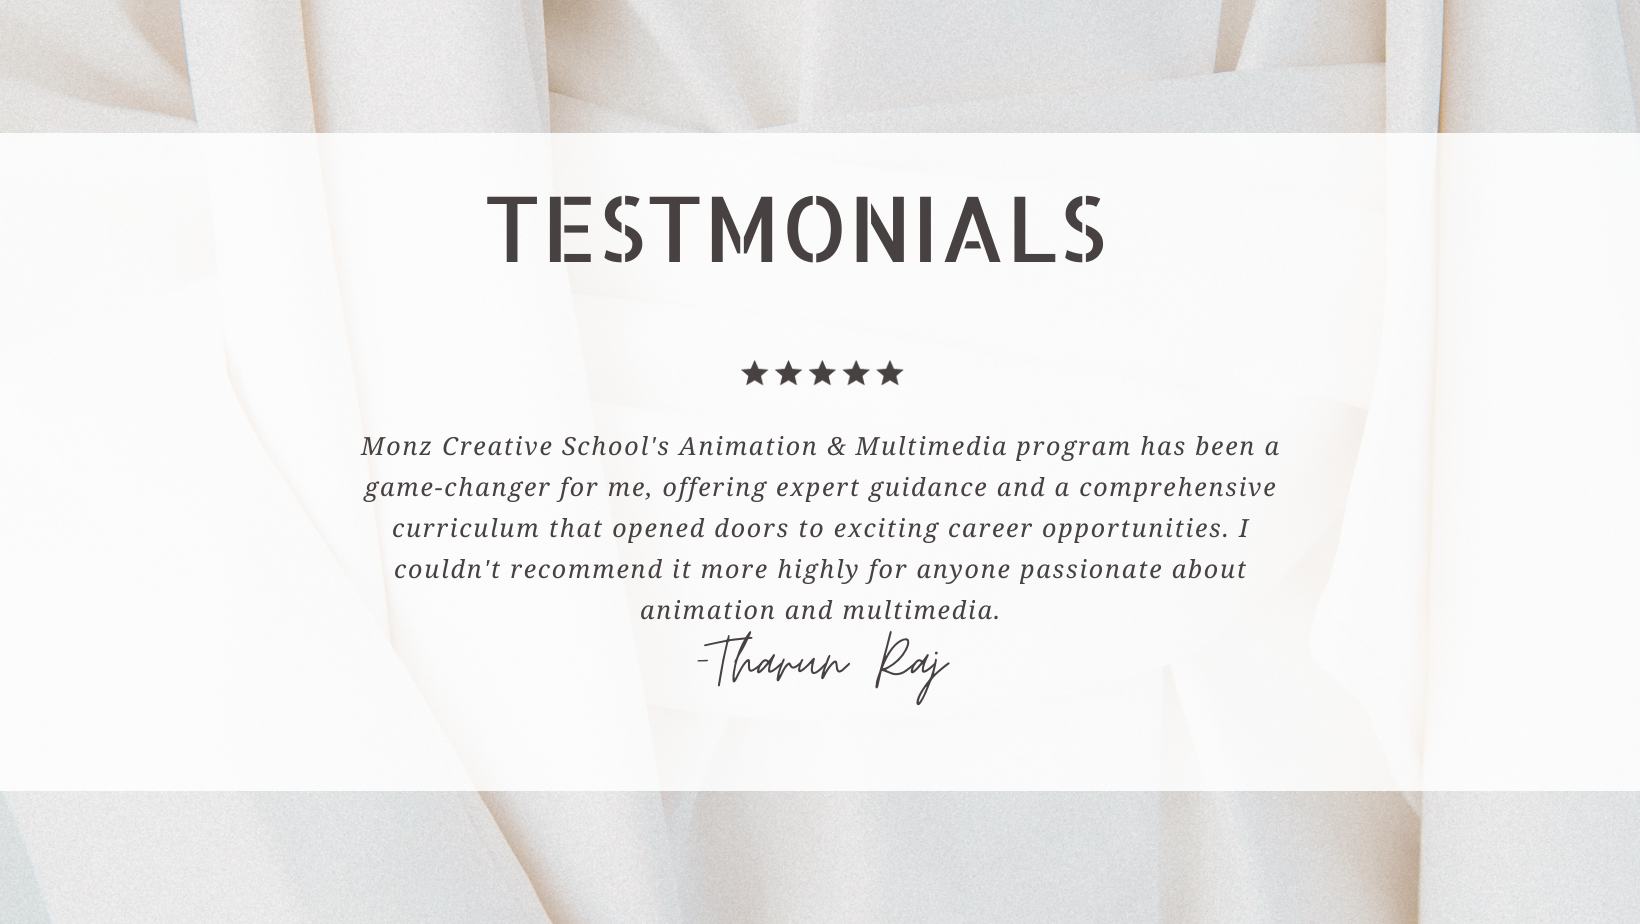 TESTMONIALS
★★★★★
Monz Creative School's Animation & Multimedia program has been a
game-changer for me, offering expert guidance and a comprehensive
curriculum that opened doors to exciting career opportunities. I
couldn't recommend it more highly for anyone passionate about
animation and multimedia.
-Tharun Raj